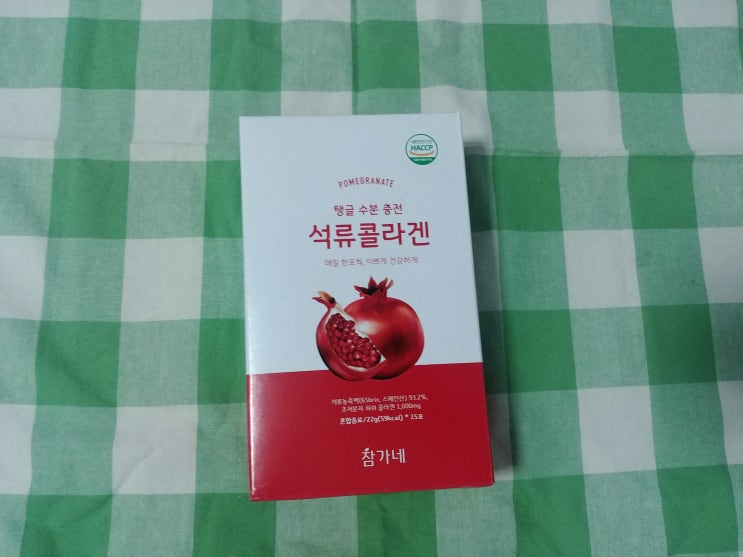 HACCP
POMEGRANATE
탱글 수분 충전
석류콜라겐
매일 한포씩, 이쁘게 건강하게
석류농축액(65brix, 스페인산) 93.2%,
초저분자 피쉬 콜라겐 1,000mg
혼합음료/22g(59kcal) * 15포
참가네